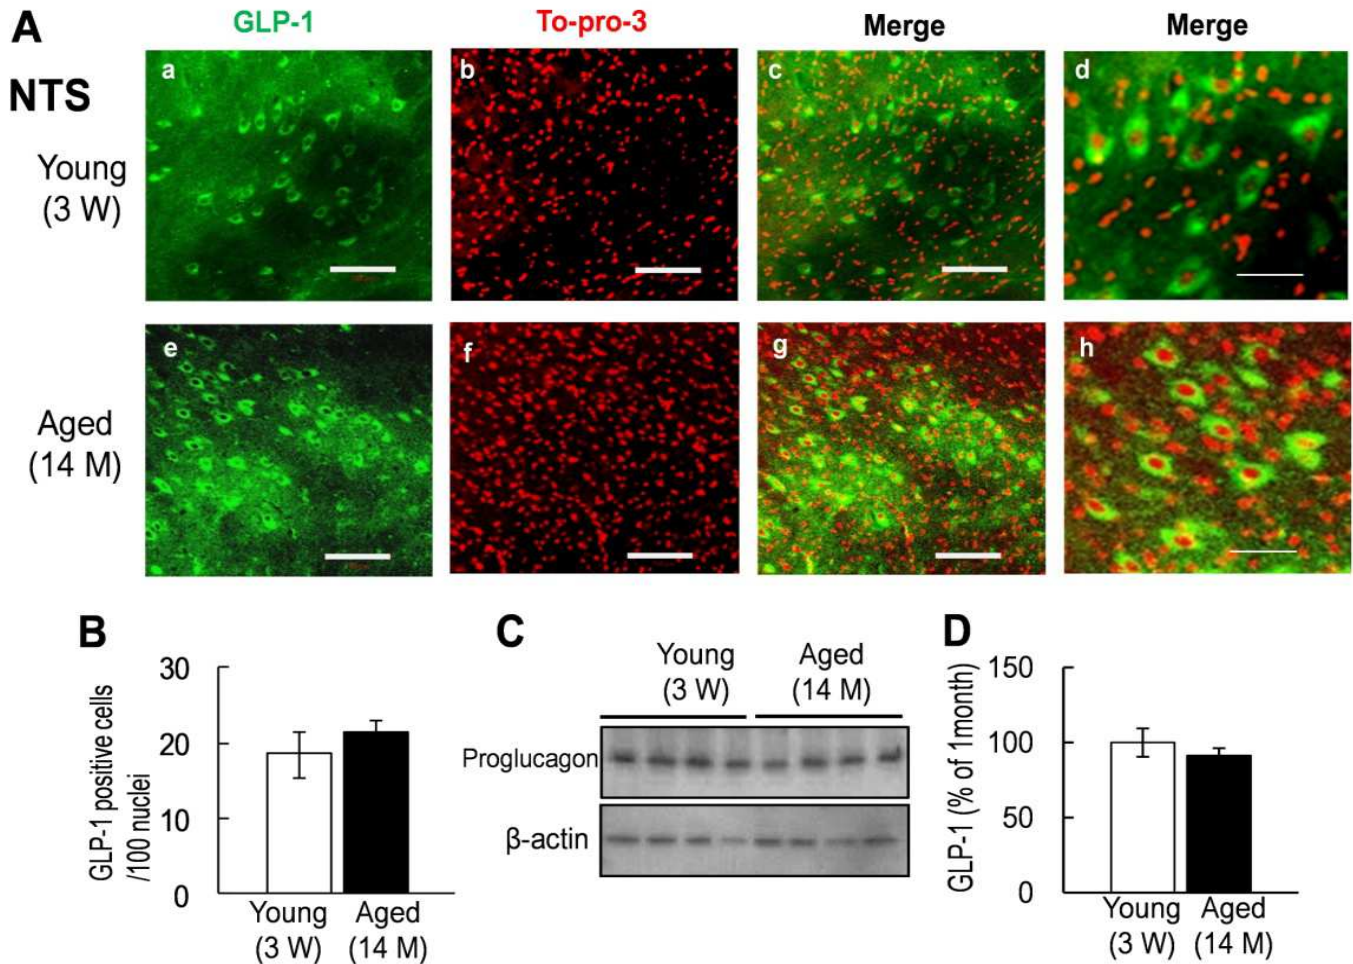 A
GLP-1
To-pro-3
Merge
Merge
NTS
Young
(3 W)
a
b
c
d
Aged
(14 M)
e
f
g
h
B
GLP-1 positive cells
/100 nuclei
30
20
10
0
Young
(3 W)
Aged
(14 M)
C
Young
(3 W)
Aged
(14 M)
Proglucagon
β-actin
D
GLP-1 (% of 1month)
150
100
50
0
Young
(3 W)
Aged
(14 M)